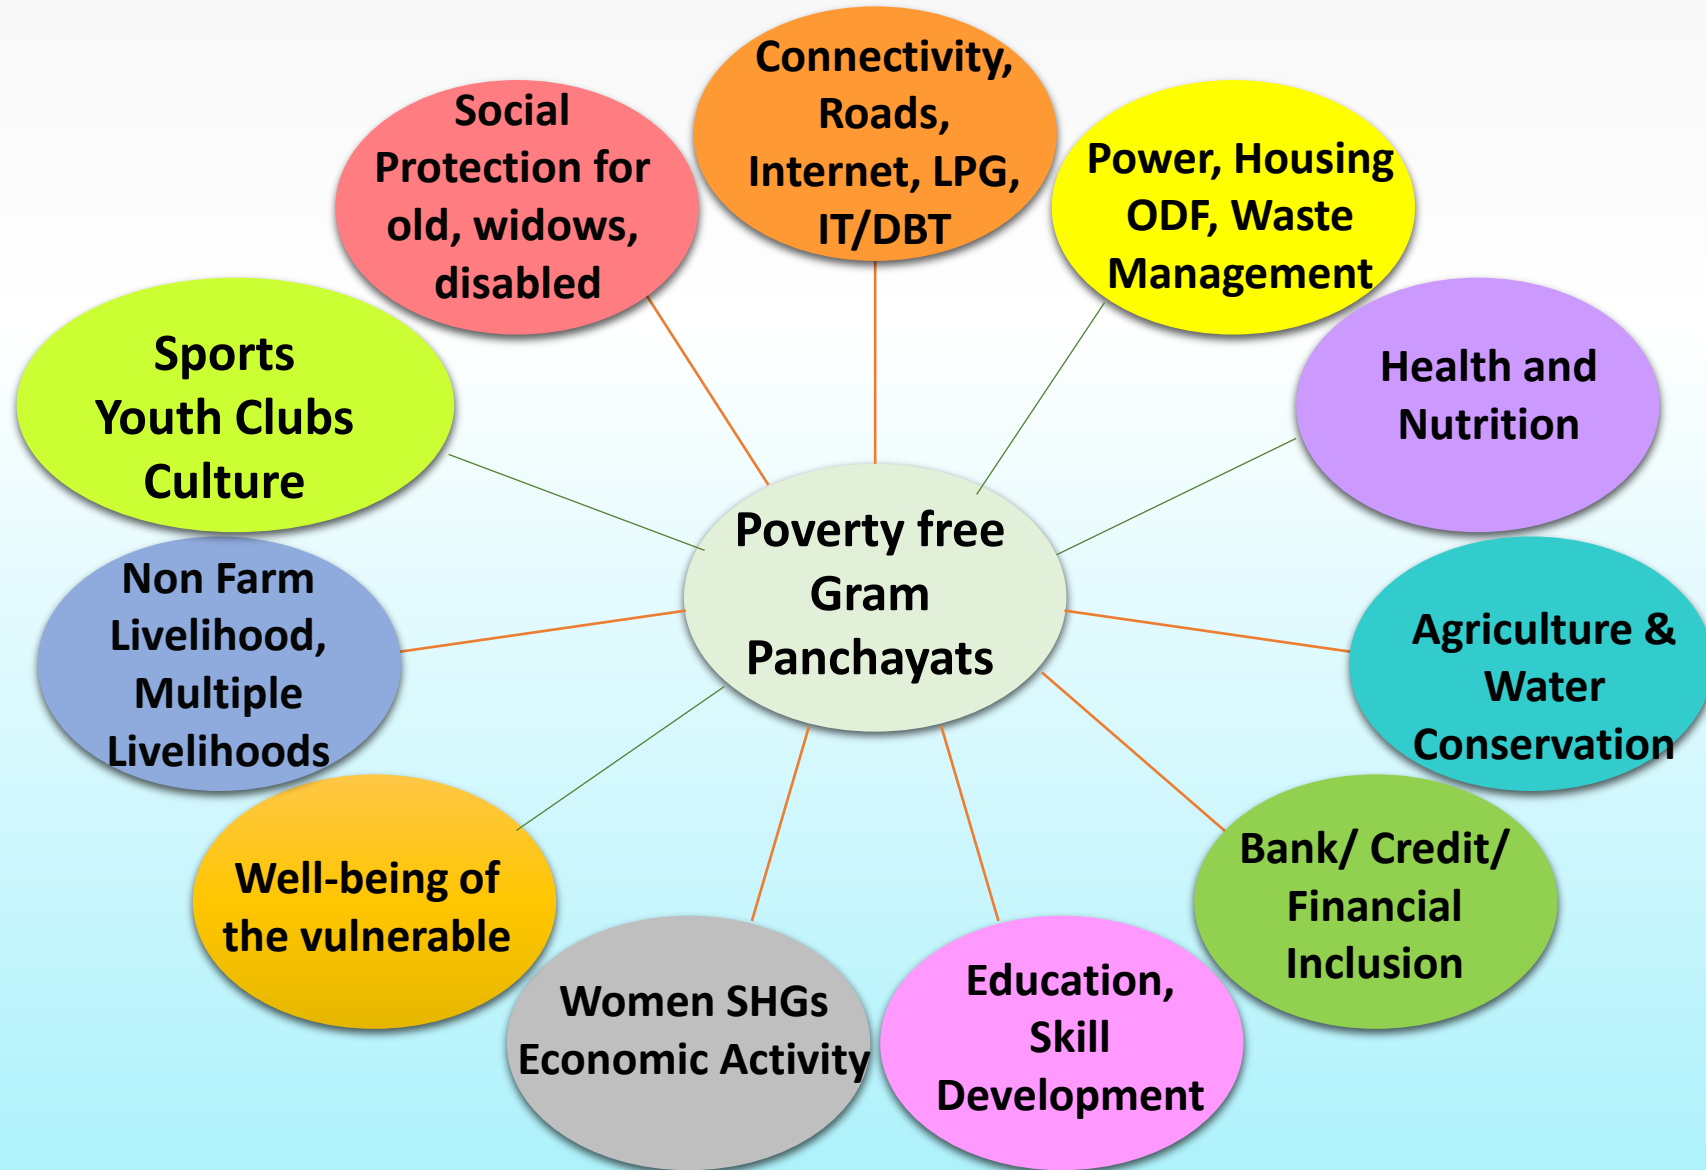 Connectivity,
Roads,
Internet, LPG,
IT/DBT
Power, Housing
ODF, Waste
Management
Health and
Nutrition
Agriculture &
Water
Conservation
Bank/ Credit/
Financial
Inclusion
Education,
Skill
Development
Women SHGs
Economic Activity
Well-being of
the vulnerable
Non Farm
Livelihood,
Multiple
Livelihoods
Sports
Youth Clubs
Culture
Social
Protection for
old, widows,
disabled
Poverty free
Gram
Panchayats